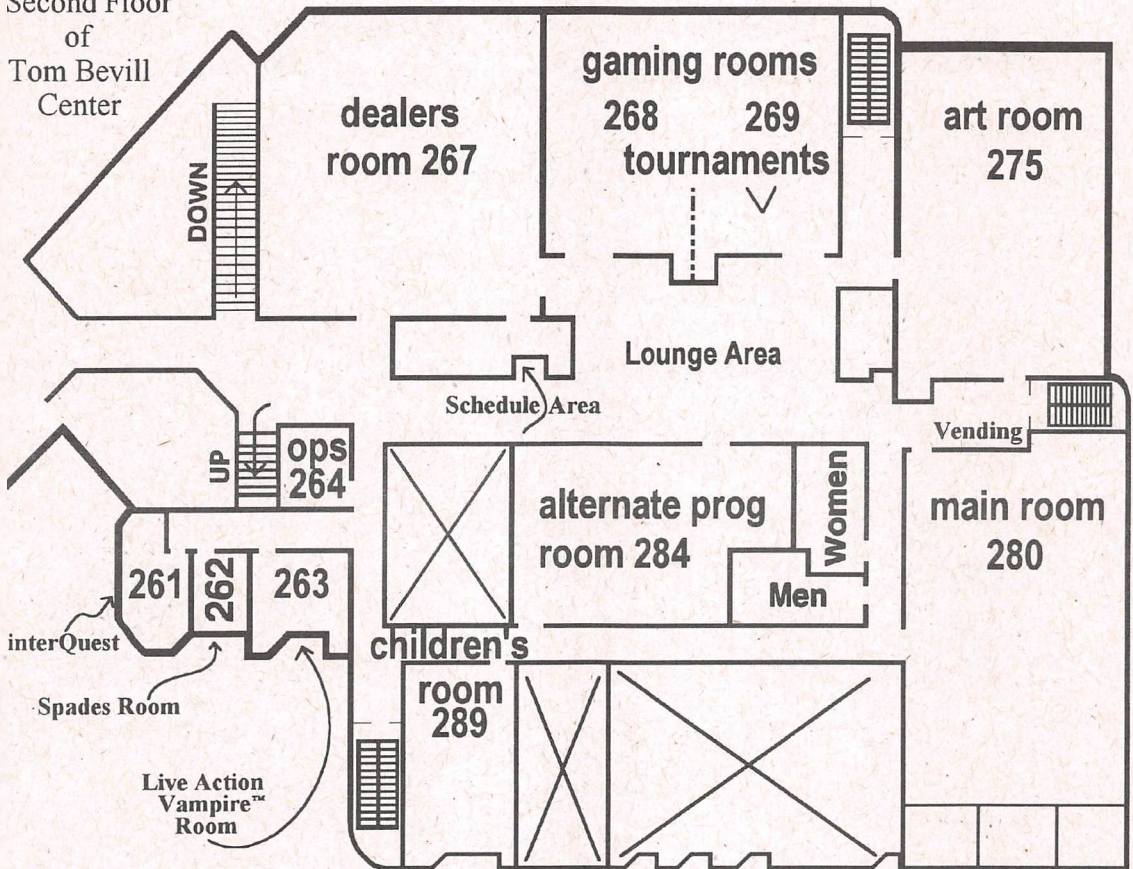 Second Floor
of
Tom Bevill
Center
dealers
room 267
gaming rooms
268 269
tournaments
art room
275
DOWN
Lounge Area
Schedule Area
Vending
UP
ops
264
alternate prog
room 284
Women
Men
main room
280
261
262
263
interQuest
Spades Room
Live Action
Vampire™
Room
children's
room
289